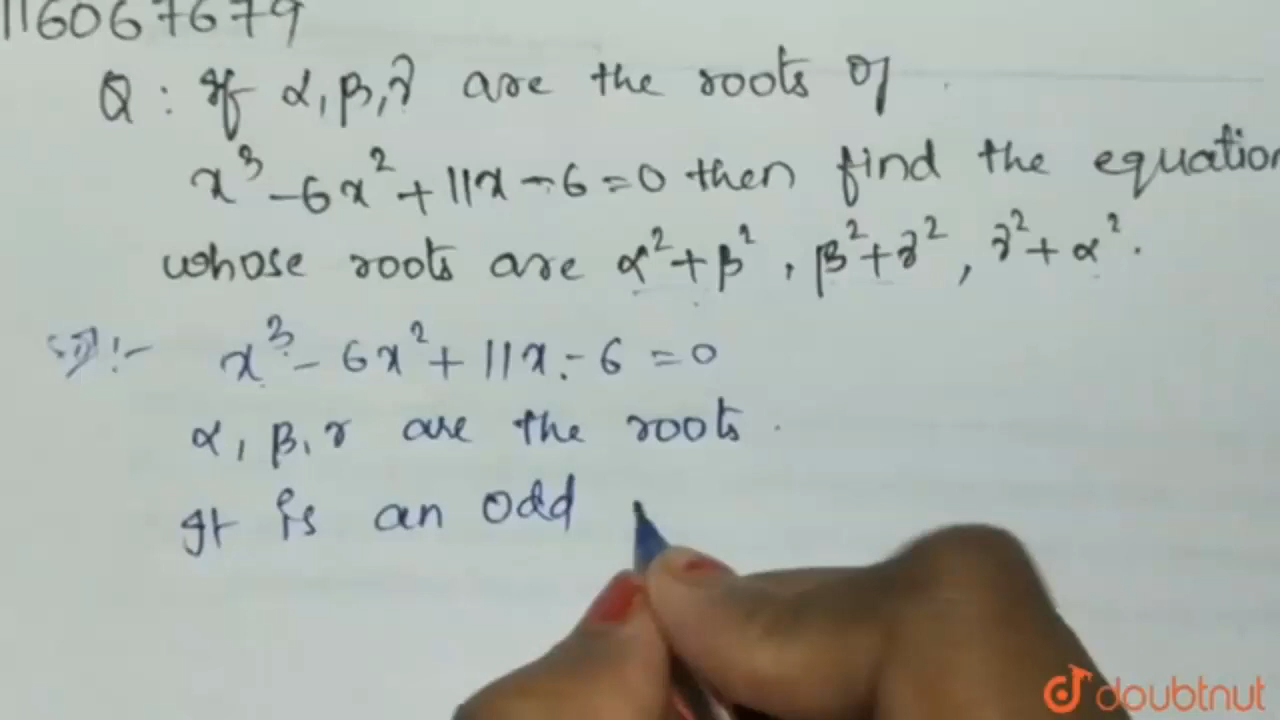 116067679
Q : If α, β, γ are the roots of
x³ - 6x² + 11x - 6 = 0 then find the equation
whose roots are α² + β², β² + γ², γ² + α².
Sol:- x³ - 6x² + 11x - 6 = 0
α, β, γ are the roots.
It is an odd
doubtnut